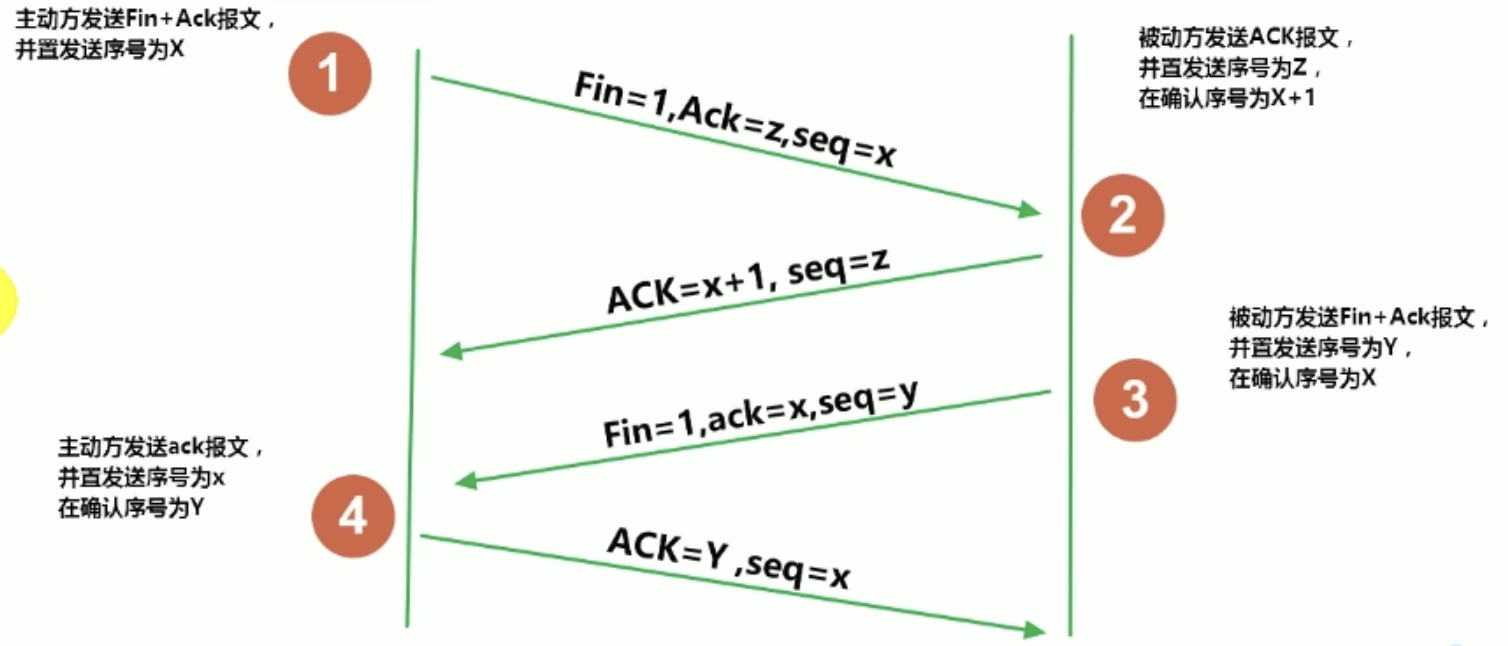 主动方发送Fin+Ack报文，
并置发送序号为X
1
Fin=1,Ack=z,seq=x
被动方发送ACK报文，
并置发送序号为Z，
在确认序号为X+1
2
ACK=x+1, seq=z
被动方发送Fin+Ack报文，
并置发送序号为Y，
在确认序号为X
3
Fin=1,ack=x,seq=y
主动方发送ack报文，
并置发送序号为x
在确认序号为Y
4
ACK=Y ,seq=x